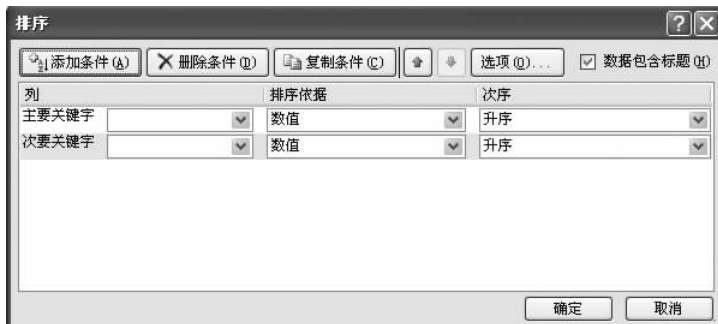 排序
添加条件(A) 删除条件(D) 复制条件(C) 选项(O)... 数据包含标题(H)
列 排序依据 次序
主要关键字 数值 升序
次要关键字 数值 升序
确定 取消